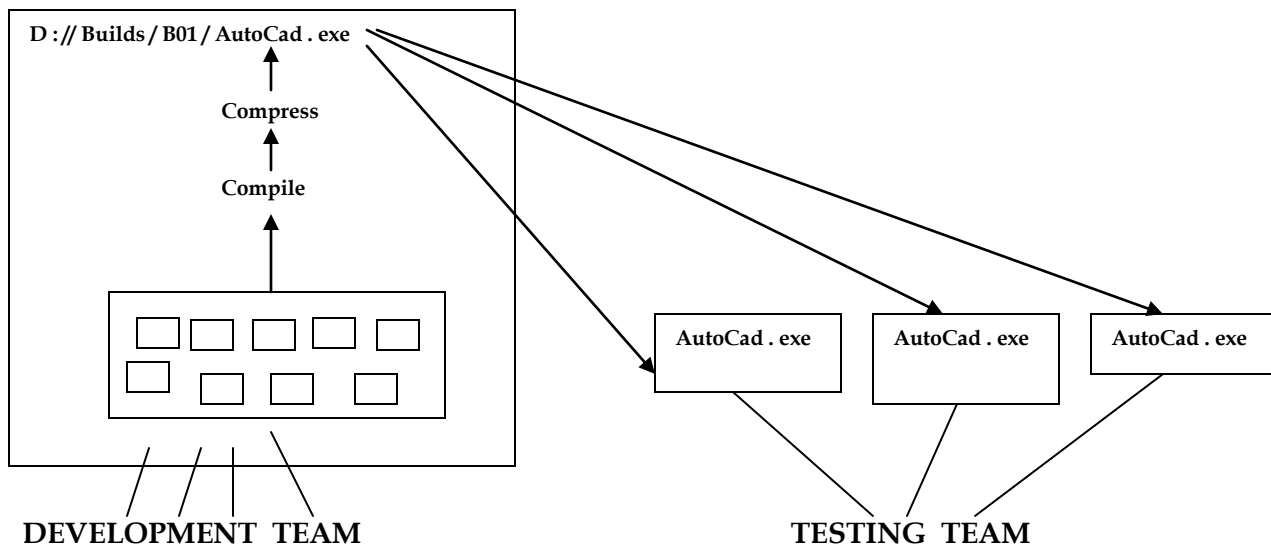 D : // Builds / B01 / AutoCad . exe
Compress
Compile
AutoCad . exe
AutoCad . exe
AutoCad . exe
DEVELOPMENT TEAM
TESTING TEAM